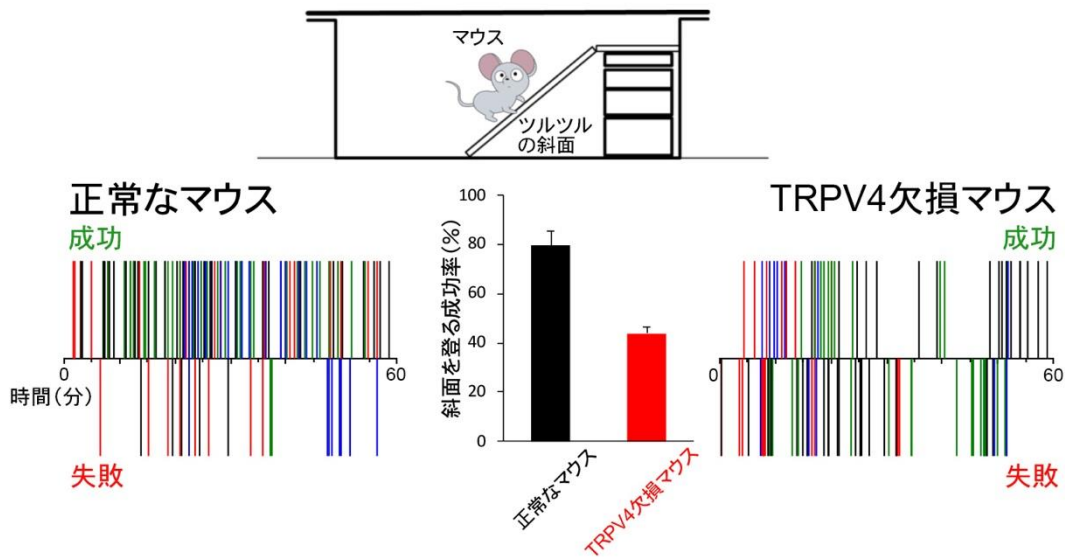 マウス
ツルツル
の斜面
正常なマウス
成功
0
60
時間(分)
失敗
斜面を登る成功率(%)
100
80
60
40
20
0
正常なマウス
TRPV4欠損マウス
TRPV4欠損マウス
成功
0
60
失敗